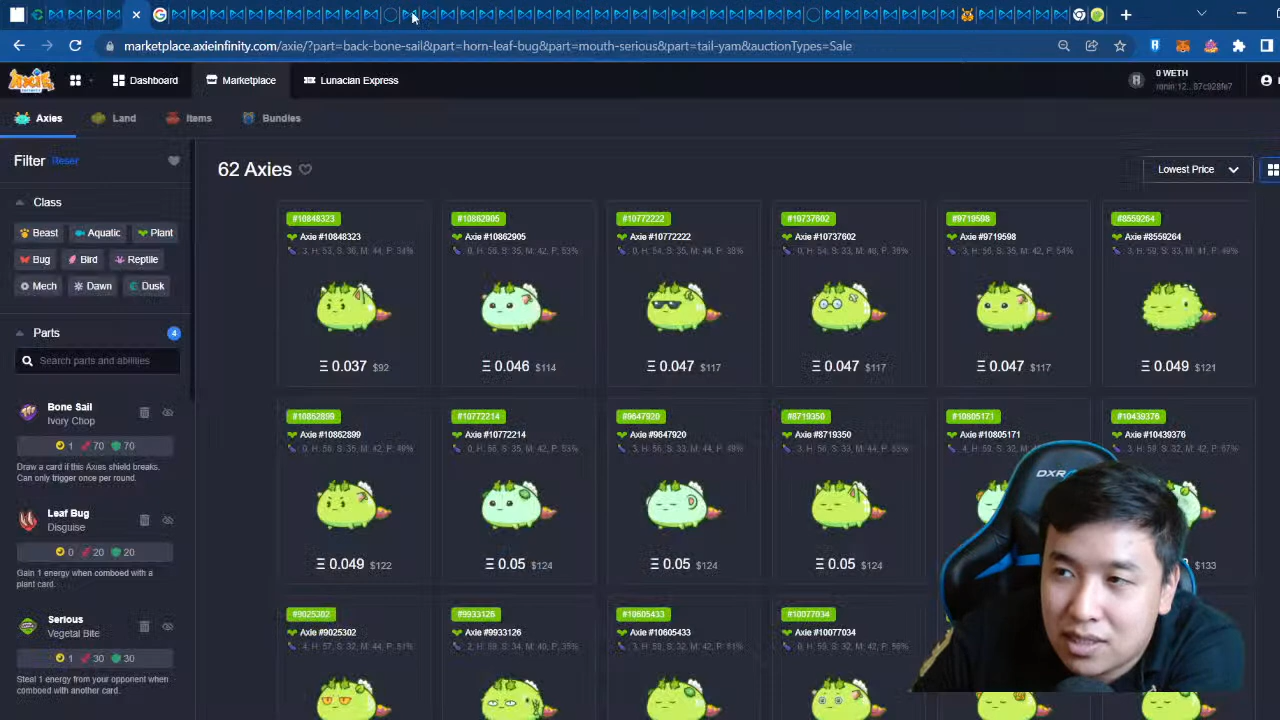 marketplace.axieinfinity.com/axie/?part=back-bone-sail&part=horn-leaf-bug&part=mouth-serious&part=tail-yam&auctionTypes=Sale
Dashboard Marketplace Lunacian Express
0 WETH
ronin:12...87c928fe7
Axies Land Items Bundles
Filter Reset
62 Axies
Lowest Price
Class
Beast Aquatic Plant
Bug Bird Reptile
Mech Dawn Dusk
Parts 4
Search parts and abilities
Bone Sail
Ivory Chop
1 70 70
Draw a card if this Axies shield breaks.
Can only trigger once per round.
Leaf Bug
Disguise
0 20 20
Gain 1 energy when comboed with a
plant card.
Serious
Vegetal Bite
1 30 30
Steal 1 energy from your opponent when
comboed with another card.
#10848323 #10862905 #10772222 #10737602 #9719598 #8559264
Axie #10848323 Axie #10862905 Axie #10772222 Axie #10737602 Axie #9719598 Axie #8559264
Ξ 0.037 $92 Ξ 0.046 $114 Ξ 0.047 $117 Ξ 0.047 $117 Ξ 0.047 $117 Ξ 0.049 $121
#10862899 #10772214 #9647920 #8719350 #10805171 #10439376
Axie #10862899 Axie #10772214 Axie #9647920 Axie #8719350 Axie #10805171 Axie #10439376
Ξ 0.049 $122 Ξ 0.05 $124 Ξ 0.05 $124 Ξ 0.05 $124 $133
#9025302 #9933126 #10605433 #10077034
Axie #9025302 Axie #9933126 Axie #10605433 Axie #10077034
DXR